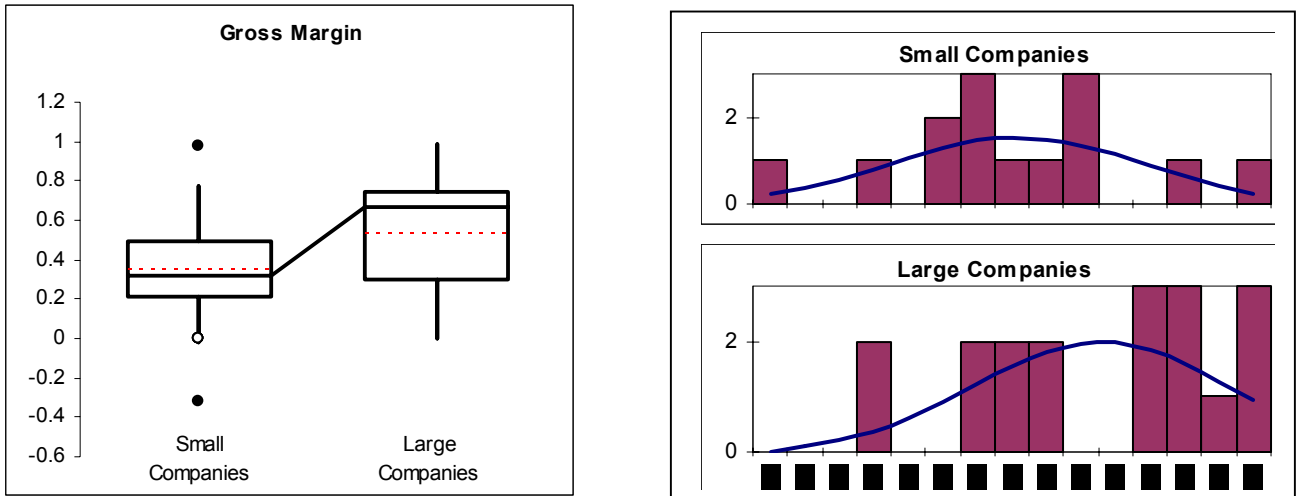 Gross Margin
1.2
1
0.8
0.6
0.4
0.2
0
-0.2
-0.4
-0.6
Small
Companies
Large
Companies
Small Companies
2
0
Large Companies
2
0